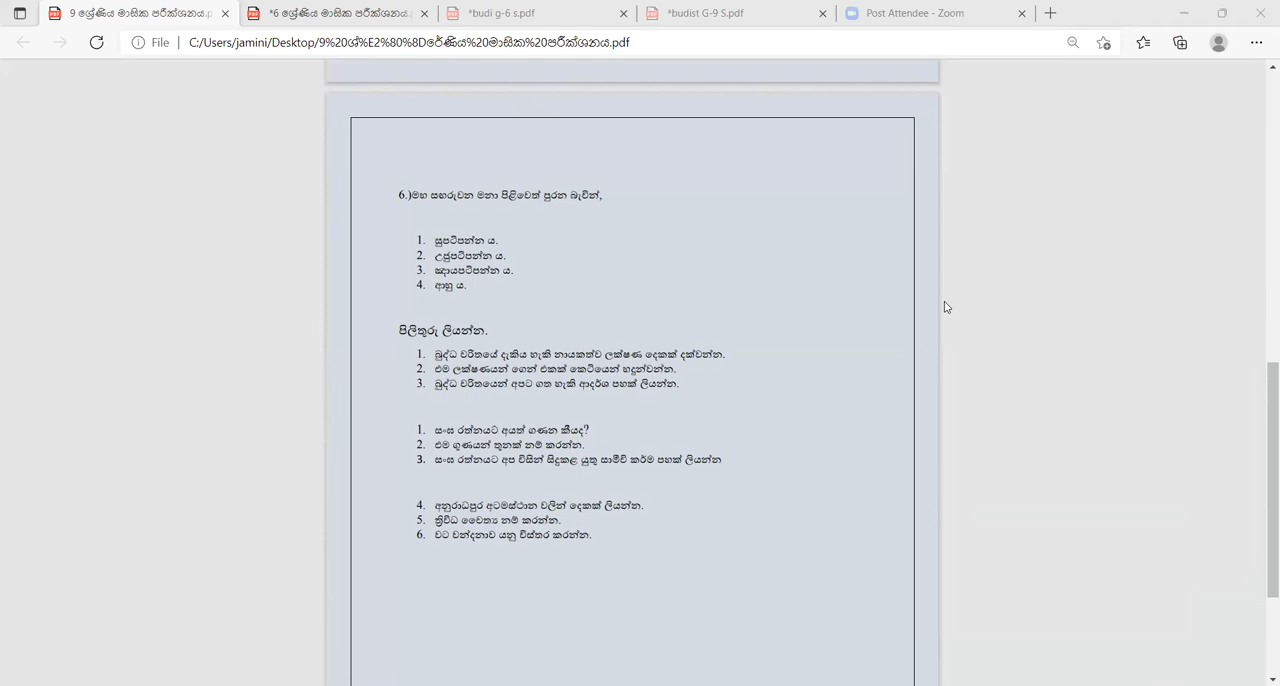 9 ශ්‍රේණිය මාසික පරීක්ශනය.p
*6 ශ්‍රේණිය මාසික පරීක්ශනය.
*budi g-6 s.pdf
*budist G-9 S.pdf
Post Attendee - Zoom
File
C:/Users/jamini/Desktop/9%20ශ්%E2%80%8Dරේණිය%20මාසික%20පරීක්ශනය.pdf
6.)මහ සඟරුවන මනා පිළිවෙත් පුරන බැවින්,
1. සුපටිපන්න ය.
2. උජුපටිපන්න ය.
3. ඤායපටිපන්න ය.
4. ආහු ය.
පිලිතුරු ලියන්න.
1. බුද්ධ චරිතයේ දැකිය හැකි නායකත්ව ලක්ෂණ දෙකක් දක්වන්න.
2. එම ලක්ෂණයන් ගෙන් එකක් කෙටියෙන් හදුන්වන්න.
3. බුද්ධ චරිතයෙන් අපට ගත හැකි ආදර්ශ පහක් ලියන්න.
1. සංඝ රත්නයට අයත් ගණන කීයද?
2. එම ගුණයන් තුනක් නම් කරන්න.
3. සංඝ රත්නයට අප විසින් සිදුකළ යුතු සාමීචි කර්ම පහක් ලියන්න
4. අනුරාධපුර අටමස්ථාන වලින් දෙකක් ලියන්න.
5. ත්‍රිවිධ චෛත්‍ය නම් කරන්න.
6. වට වන්දනාව යනු විස්තර කරන්න.